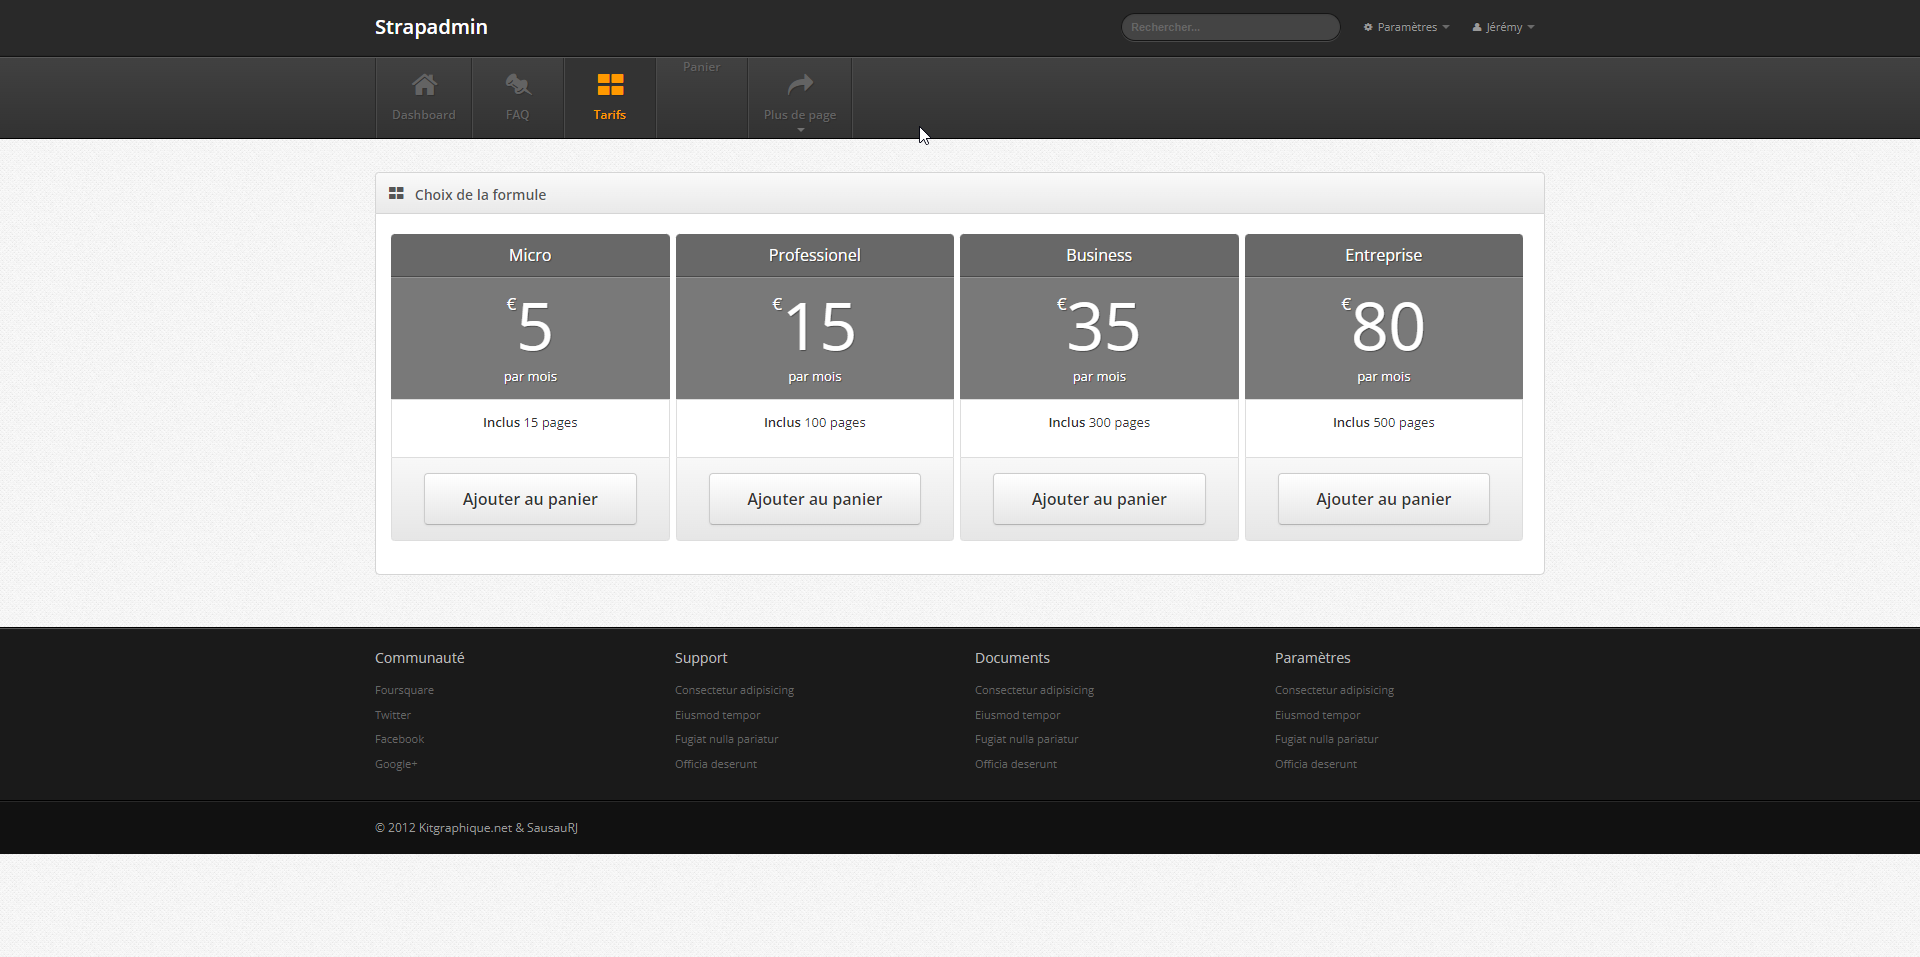 Strapadmin
Rechercher...
Paramètres
Jérémy
Dashboard
FAQ
Tarifs
Panier
Plus de page
Choix de la formule
Micro
€5
par mois
Inclus 15 pages
Ajouter au panier
Professionel
€15
par mois
Inclus 100 pages
Ajouter au panier
Business
€35
par mois
Inclus 300 pages
Ajouter au panier
Entreprise
€80
par mois
Inclus 500 pages
Ajouter au panier
Communauté
Foursquare
Twitter
Facebook
Google+
Support
Consectetur adipisicing
Eiusmod tempor
Fugiat nulla pariatur
Officia deserunt
Documents
Consectetur adipisicing
Eiusmod tempor
Fugiat nulla pariatur
Officia deserunt
Paramètres
Consectetur adipisicing
Eiusmod tempor
Fugiat nulla pariatur
Officia deserunt
© 2012 Kitgraphique.net & SausauRJ